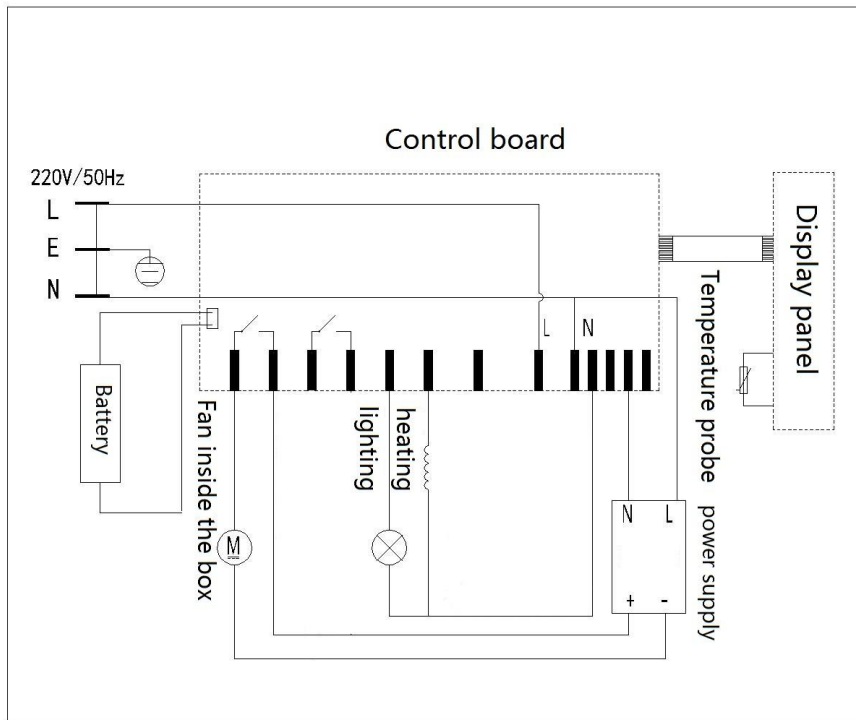 Control board
220V/50Hz
L
E
N
L
N
Display panel
Temperature probe
Battery
Fan inside the box
lighting
heating
M
N L
+ -
power supply